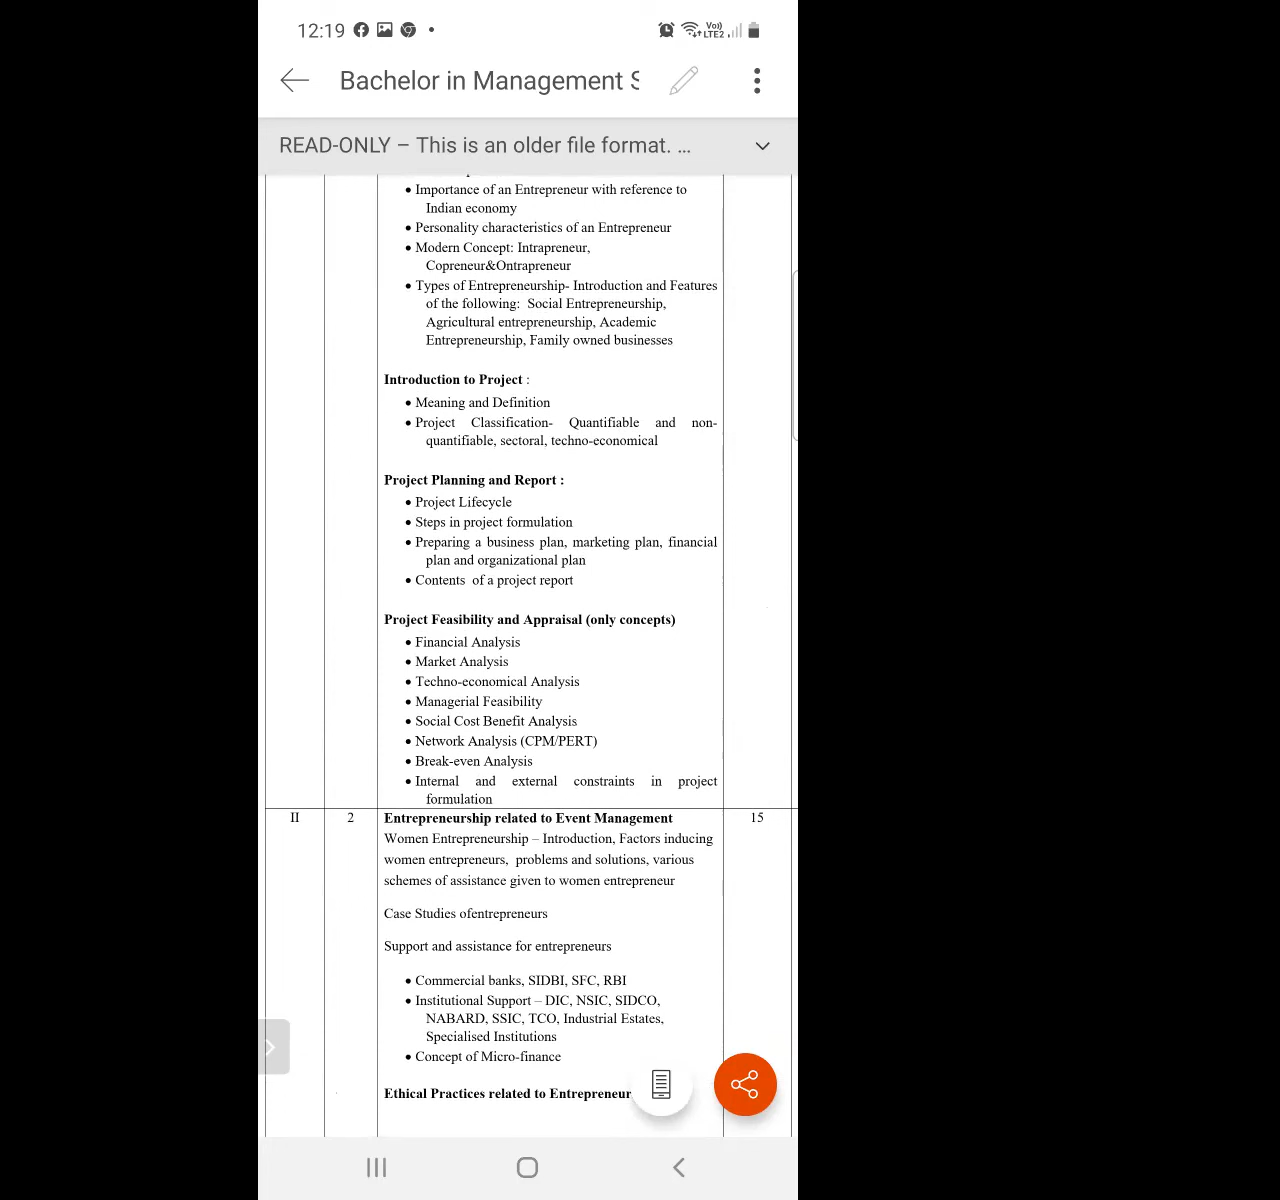 12:19
Vo))
LTE2
Bachelor in Management S
READ-ONLY – This is an older file format. ...
• Importance of an Entrepreneur with reference to
Indian economy
• Personality characteristics of an Entrepreneur
• Modern Concept: Intrapreneur,
Copreneur&Ontrapreneur
• Types of Entrepreneurship- Introduction and Features
of the following: Social Entrepreneurship,
Agricultural entrepreneurship, Academic
Entrepreneurship, Family owned businesses
Introduction to Project :
• Meaning and Definition
• Project Classification- Quantifiable and non-
quantifiable, sectoral, techno-economical
Project Planning and Report :
• Project Lifecycle
• Steps in project formulation
• Preparing a business plan, marketing plan, financial
plan and organizational plan
• Contents of a project report
Project Feasibility and Appraisal (only concepts)
• Financial Analysis
• Market Analysis
• Techno-economical Analysis
• Managerial Feasibility
• Social Cost Benefit Analysis
• Network Analysis (CPM/PERT)
• Break-even Analysis
• Internal and external constraints in project
formulation
II 2 Entrepreneurship related to Event Management 15
Women Entrepreneurship – Introduction, Factors inducing
women entrepreneurs, problems and solutions, various
schemes of assistance given to women entrepreneur
Case Studies ofentrepreneurs
Support and assistance for entrepreneurs
• Commercial banks, SIDBI, SFC, RBI
• Institutional Support – DIC, NSIC, SIDCO,
NABARD, SSIC, TCO, Industrial Estates,
Specialised Institutions
• Concept of Micro-finance
Ethical Practices related to Entrepreneur